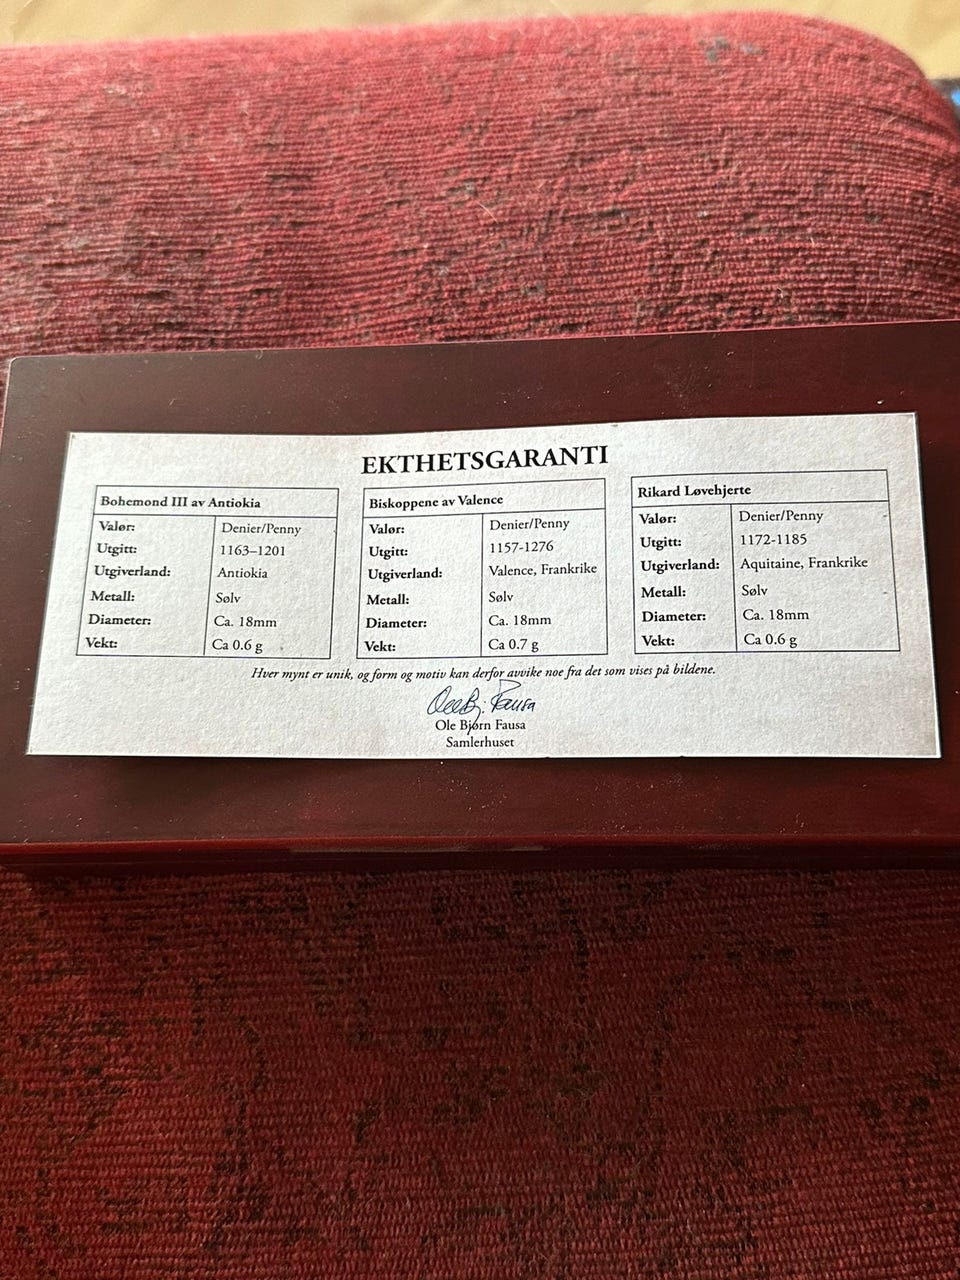 EKTHETSGARANTI
Bohemond III av Antiokia
Valør: Denier/Penny
Utgitt: 1163–1201
Utgiverland: Antiokia
Metall: Sølv
Diameter: Ca. 18mm
Vekt: Ca 0.6 g
Biskoppene av Valence
Valør: Denier/Penny
Utgitt: 1157-1276
Utgiverland: Valence, Frankrike
Metall: Sølv
Diameter: Ca. 18mm
Vekt: Ca 0.7 g
Rikard Løvehjerte
Valør: Denier/Penny
Utgitt: 1172-1185
Utgiverland: Aquitaine, Frankrike
Metall: Sølv
Diameter: Ca. 18mm
Vekt: Ca 0.6 g
Hver mynt er unik, og form og motiv kan derfor avvike noe fra det som vises på bildene.
Ole Bj. Fausa
Ole Bjørn Fausa
Samlerhuset